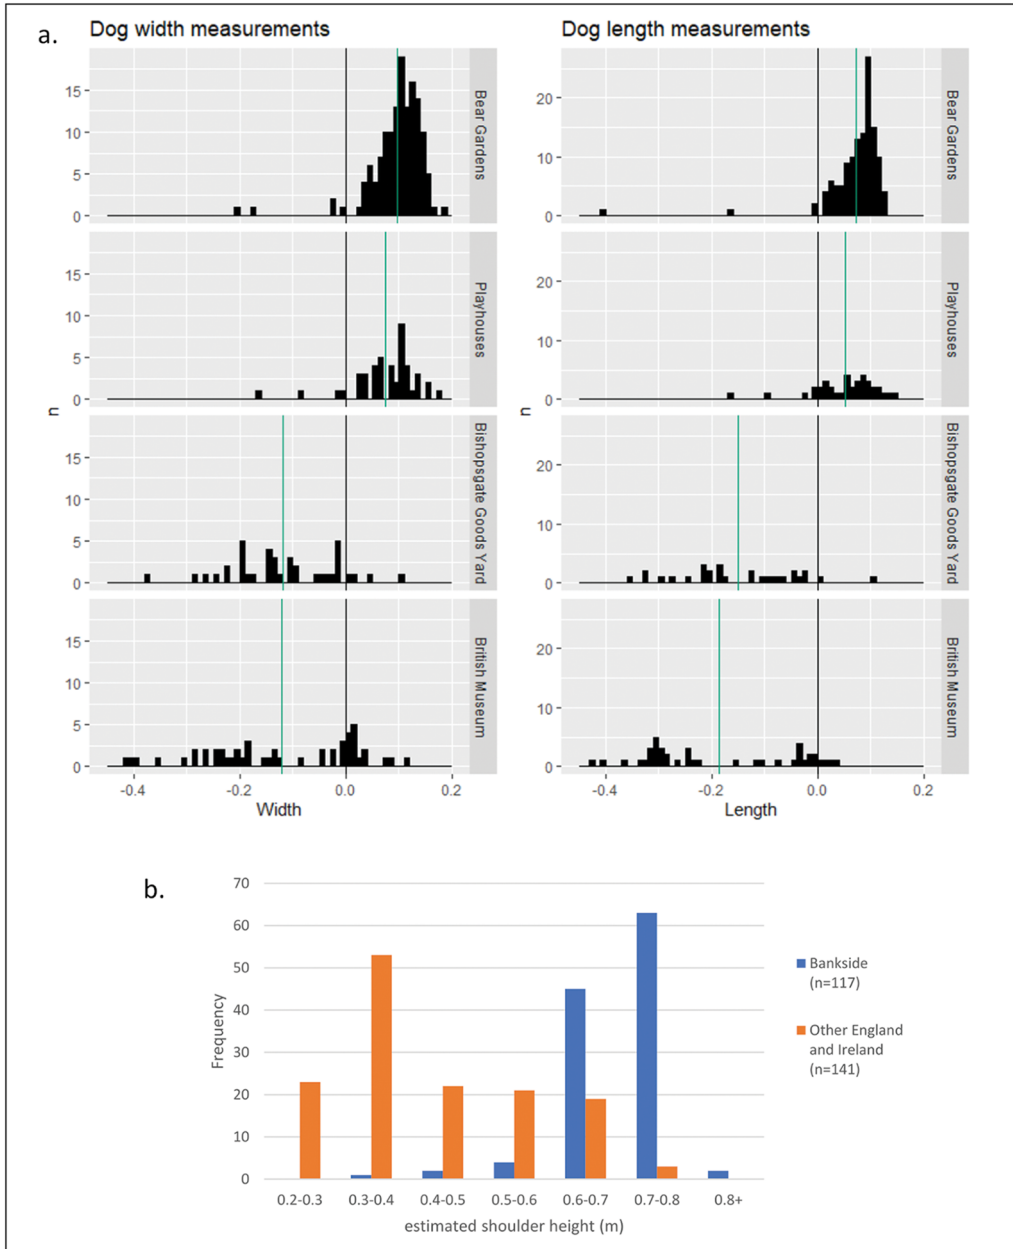 a.
Dog width measurements
15
10
5
0
Bear Gardens
15
10
5
0
Playhouses
n
15
10
5
0
Bishopsgate Goods Yard
15
10
5
0
British Museum
-0.4 -0.2 0.0 0.2
Width
Dog length measurements
20
10
0
Bear Gardens
20
10
0
Playhouses
n
20
10
0
Bishopsgate Goods Yard
20
10
0
British Museum
-0.4 -0.2 0.0 0.2
Length
b.
70
60
50
40
30
20
10
0
Frequency
0.2-0.3 0.3-0.4 0.4-0.5 0.5-0.6 0.6-0.7 0.7-0.8 0.8+
estimated shoulder height (m)
Bankside
(n=117)
Other England
and Ireland
(n=141)